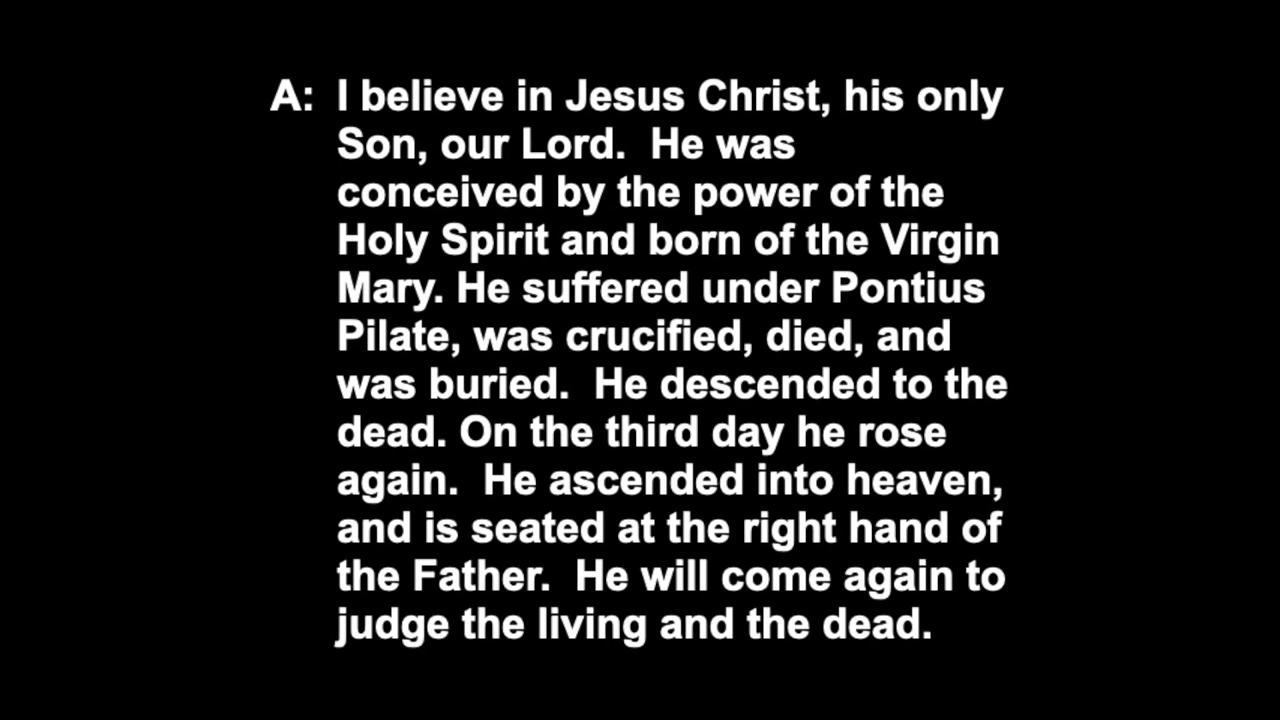 A: I believe in Jesus Christ, his only
Son, our Lord.  He was
conceived by the power of the
Holy Spirit and born of the Virgin
Mary. He suffered under Pontius
Pilate, was crucified, died, and
was buried.  He descended to the
dead. On the third day he rose
again.  He ascended into heaven,
and is seated at the right hand of
the Father.  He will come again to
judge the living and the dead.